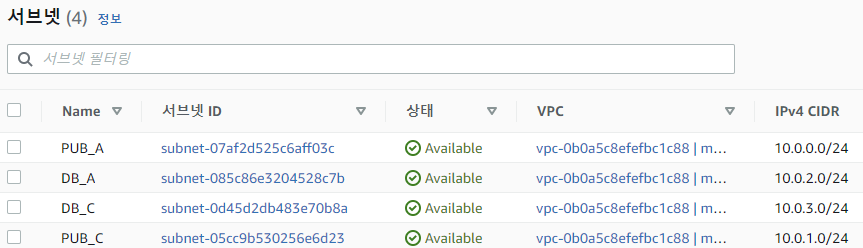 서브넷 (4) 정보
서브넷 필터링
Name 서브넷 ID 상태 VPC IPv4 CIDR
PUB_A subnet-07af2d525c6aff03c Available vpc-0b0a5c8efefbc1c88 | m... 10.0.0.0/24
DB_A subnet-085c86e3204528c7b Available vpc-0b0a5c8efefbc1c88 | m... 10.0.2.0/24
DB_C subnet-0d45d2db483e70b8a Available vpc-0b0a5c8efefbc1c88 | m... 10.0.3.0/24
PUB_C subnet-05cc9b530256e6d23 Available vpc-0b0a5c8efefbc1c88 | m... 10.0.1.0/24